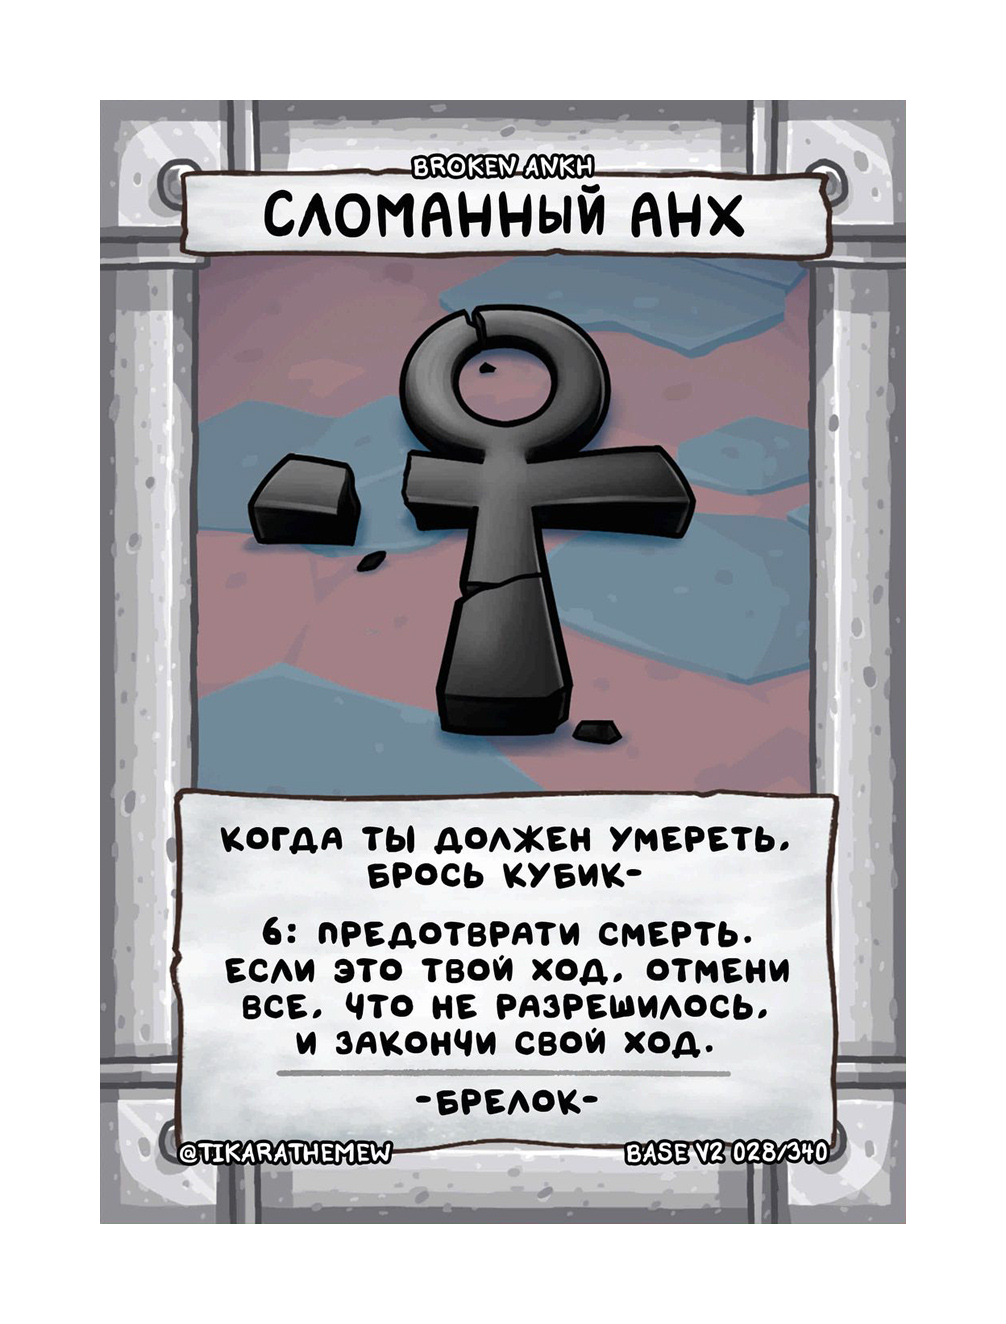 BROKEN ANKH
СЛОМАННЫЙ АНХ
КОГДА ТЫ ДОЛЖЕН УМЕРЕТЬ,
БРОСЬ КУБИК-
6: ПРЕДОТВРАТИ СМЕРТЬ.
ЕСЛИ ЭТО ТВОЙ ХОД, ОТМЕНИ
ВСЕ, ЧТО НЕ РАЗРЕШИЛОСЬ,
И ЗАКОНЧИ СВОЙ ХОД.
-БРЕЛОК-
@TIKARATHEMEW
BASE V2 028/340